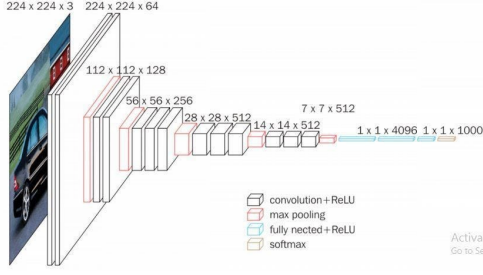 224 x 224 x 3
224 x 224 x 64
112 x 112 x 128
56 x 56 x 256
28 x 28 x 512
14 x 14 x 512
7 x 7 x 512
1 x 1 x 4096
1 x 1 x 1000
convolution+ReLU
max pooling
fully nected+ReLU
softmax
Activa
Go to Se